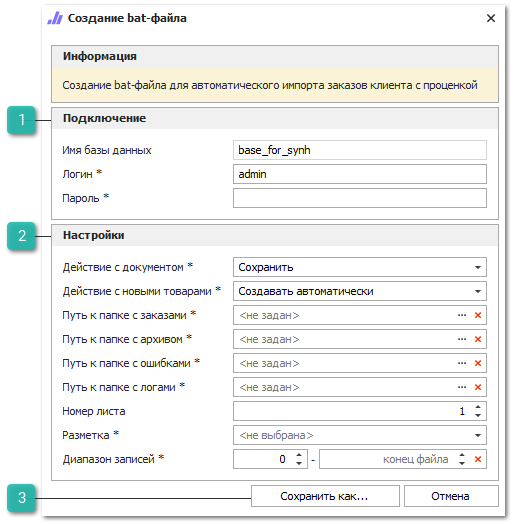 Создание bat-файла
Информация
Создание bat-файла для автоматического импорта заказов клиента с проценкой
1
Подключение
Имя базы данных base_for_synh
Логин * admin
Пароль *
2
Настройки
Действие с документом * Сохранить
Действие с новыми товарами * Создавать автоматически
Путь к папке с заказами * <не задан>
Путь к папке с архивом * <не задан>
Путь к папке с ошибками * <не задан>
Путь к папке с логами * <не задан>
Номер листа 1
Разметка * <не выбрана>
Диапазон записей * 0 - конец файла
3
Сохранить как... Отмена